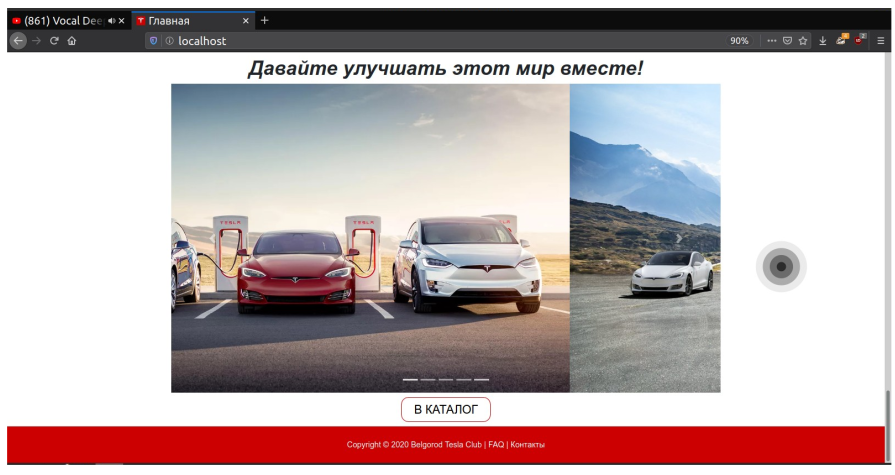 (861) Vocal Dee
Главная
localhost
90%
Давайте улучшать этот мир вместе!
TESLA
TESLA
В КАТАЛОГ
Copyright © 2020 Belgorod Tesla Club | FAQ | Контакты